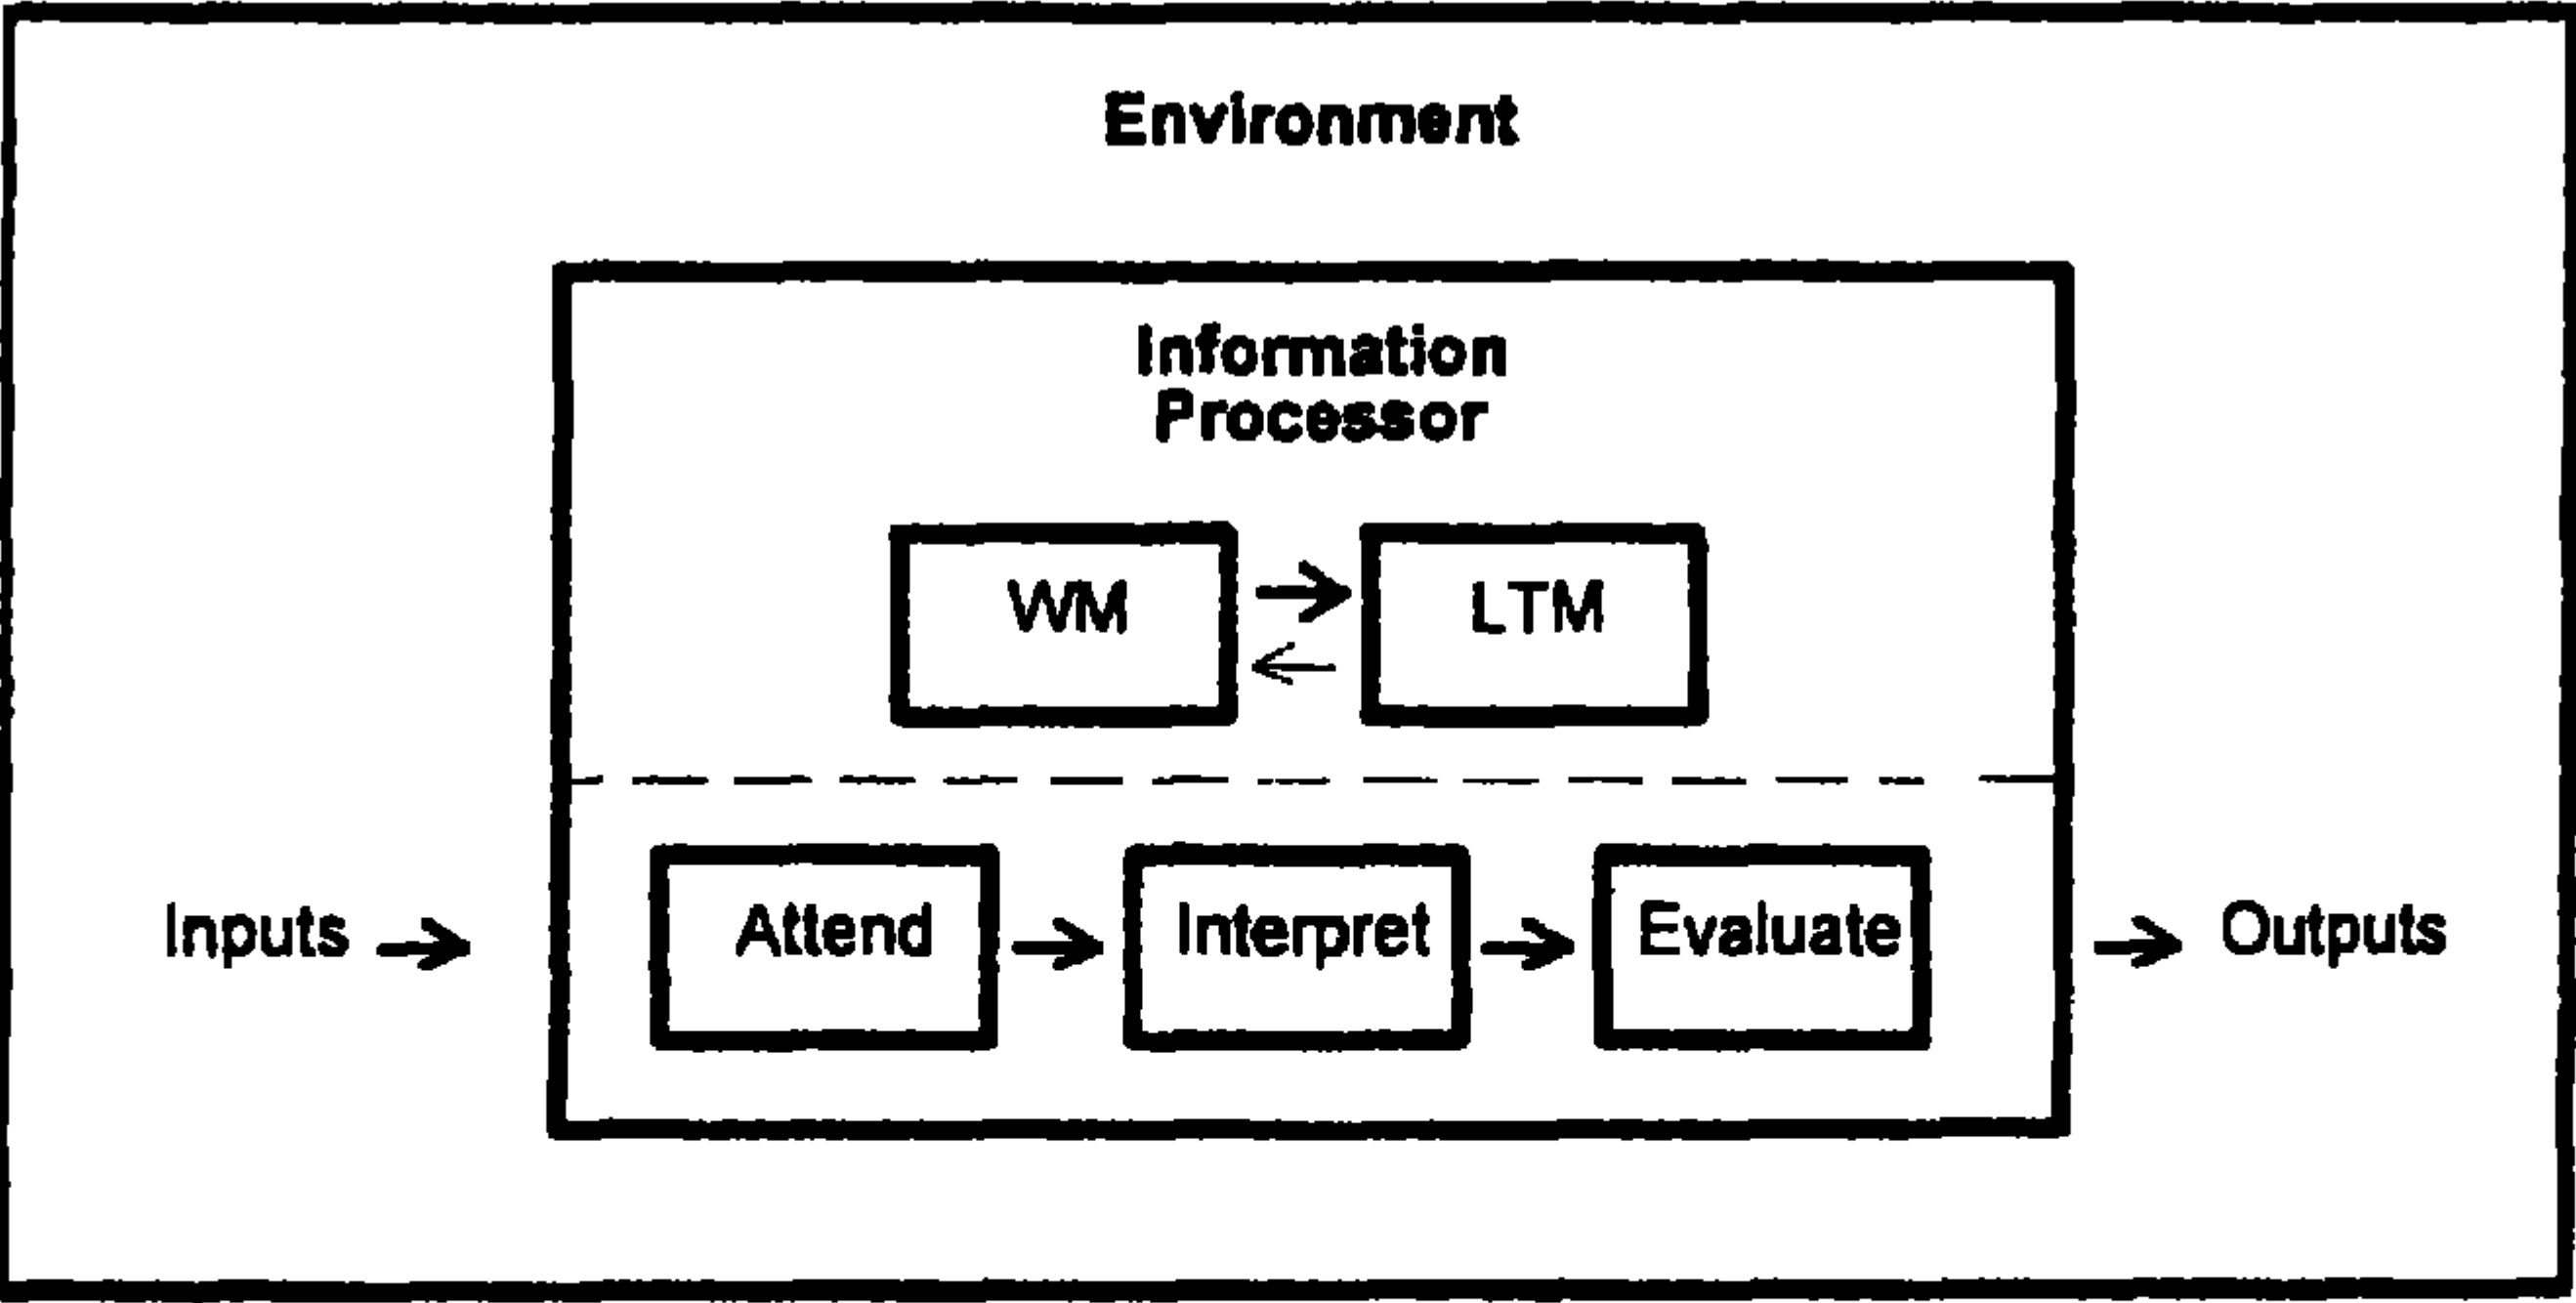 Environment
Information
Processor
WM
LTM
Inputs
Attend
Interpret
Evaluate
Outputs